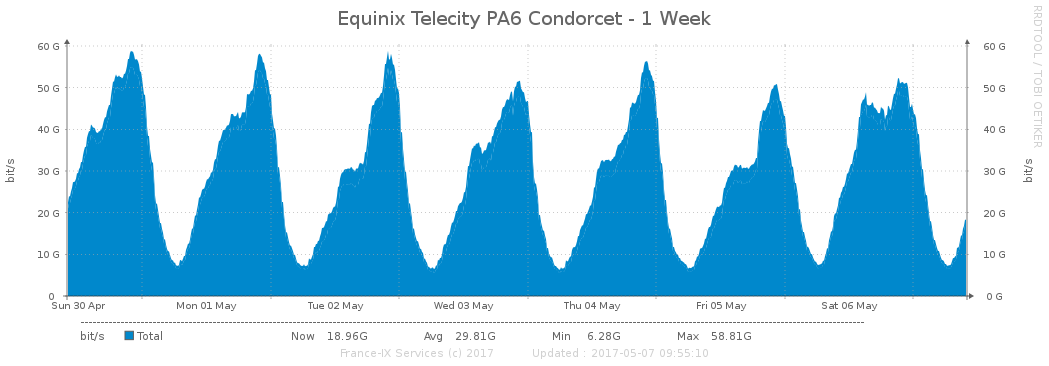 Equinix Telecity PA6 Condorcet - 1 Week
RRDTOOL / TOBI OETIKER
60 G 60 G
50 G 50 G
40 G 40 G
30 G 30 G
20 G 20 G
10 G 10 G
0 0 G
bit/s bit/s
Sun 30 Apr Mon 01 May Tue 02 May Wed 03 May Thu 04 May Fri 05 May Sat 06 May
bit/s Total Now 18.96G Avg 29.81G Min 6.28G Max 58.81G
France-IX Services (c) 2017 Updated : 2017-05-07 09:55:10